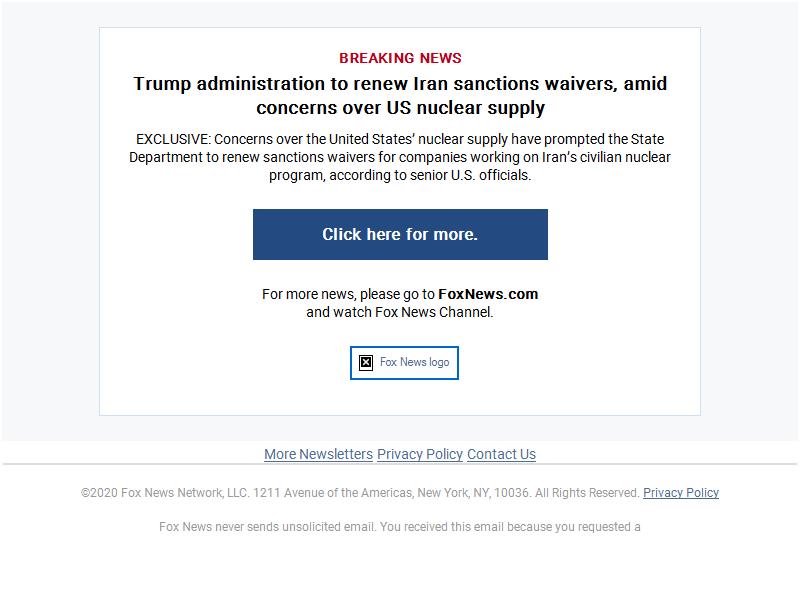 BREAKING NEWS
Trump administration to renew Iran sanctions waivers, amid
concerns over US nuclear supply
EXCLUSIVE: Concerns over the United States’ nuclear supply have prompted the State
Department to renew sanctions waivers for companies working on Iran’s civilian nuclear
program, according to senior U.S. officials.
Click here for more.
For more news, please go to FoxNews.com
and watch Fox News Channel.
Fox News logo
More Newsletters Privacy Policy Contact Us
©2020 Fox News Network, LLC. 1211 Avenue of the Americas, New York, NY, 10036. All Rights Reserved. Privacy Policy
Fox News never sends unsolicited email. You received this email because you requested a